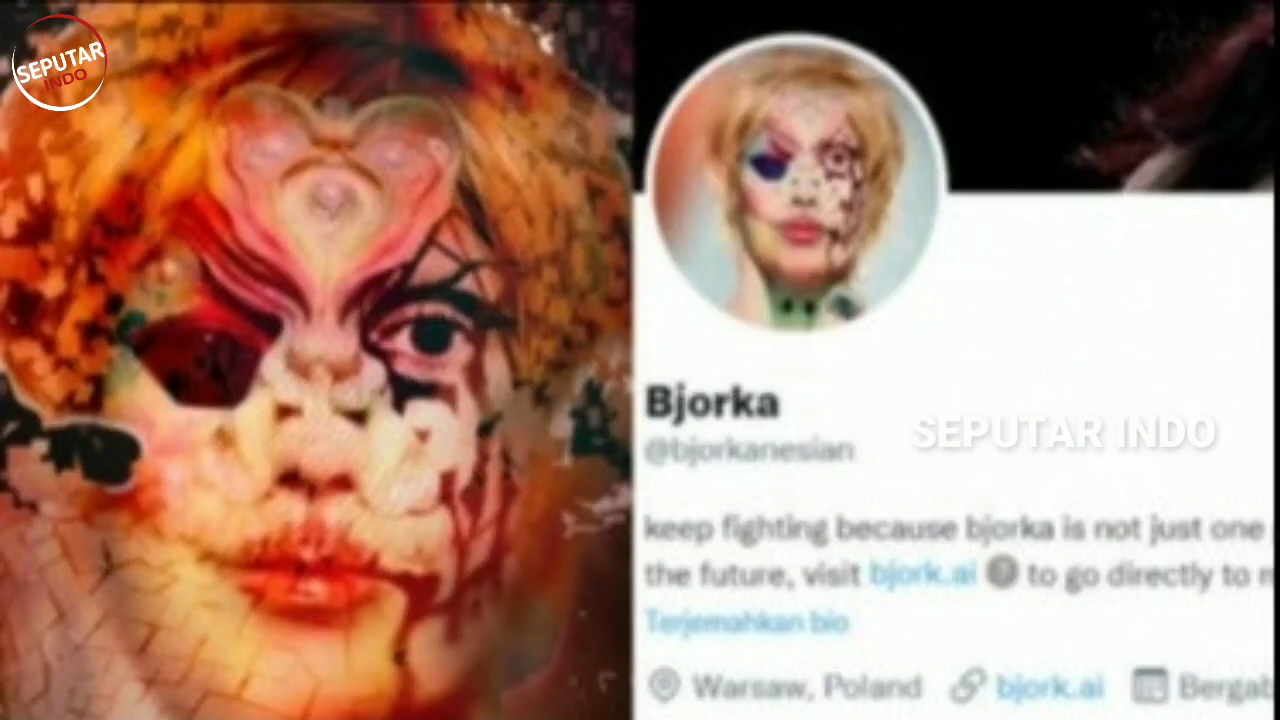 SEPUTAR
INDO
Bjorka
@bjorkanesian
SEPUTAR INDO
keep fighting because bjorka is not just one
the future, visit bjork.ai to go directly to
Terjemahkan bio
Warsaw, Poland bjork.ai